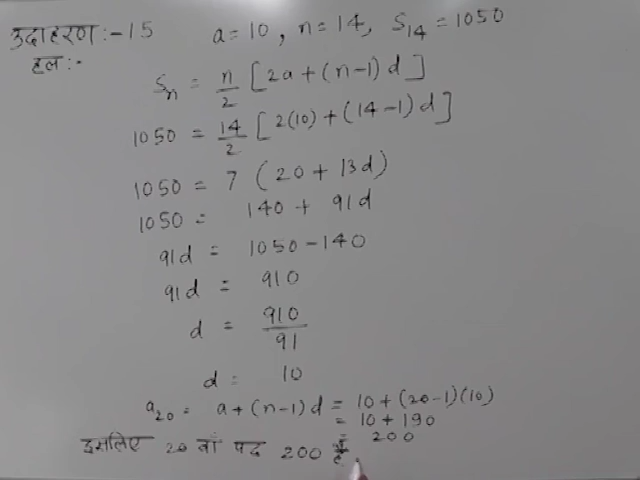 उदाहरण :- 15 a = 10 , n = 14 , S₁₄ = 1050
हल :-
Sₙ = n/2 [2a + (n-1) d]
1050 = 14/2 [2(10) + (14-1) d]
1050 = 7 (20 + 13d)
1050 = 140 + 91d
91d = 1050 - 140
91d = 910
d = 910/91
d = 10
a₂₀ = a + (n-1) d = 10 + (20-1)(10)
= 10 + 190
= 200
इसलिए 20 वां पद 200 है